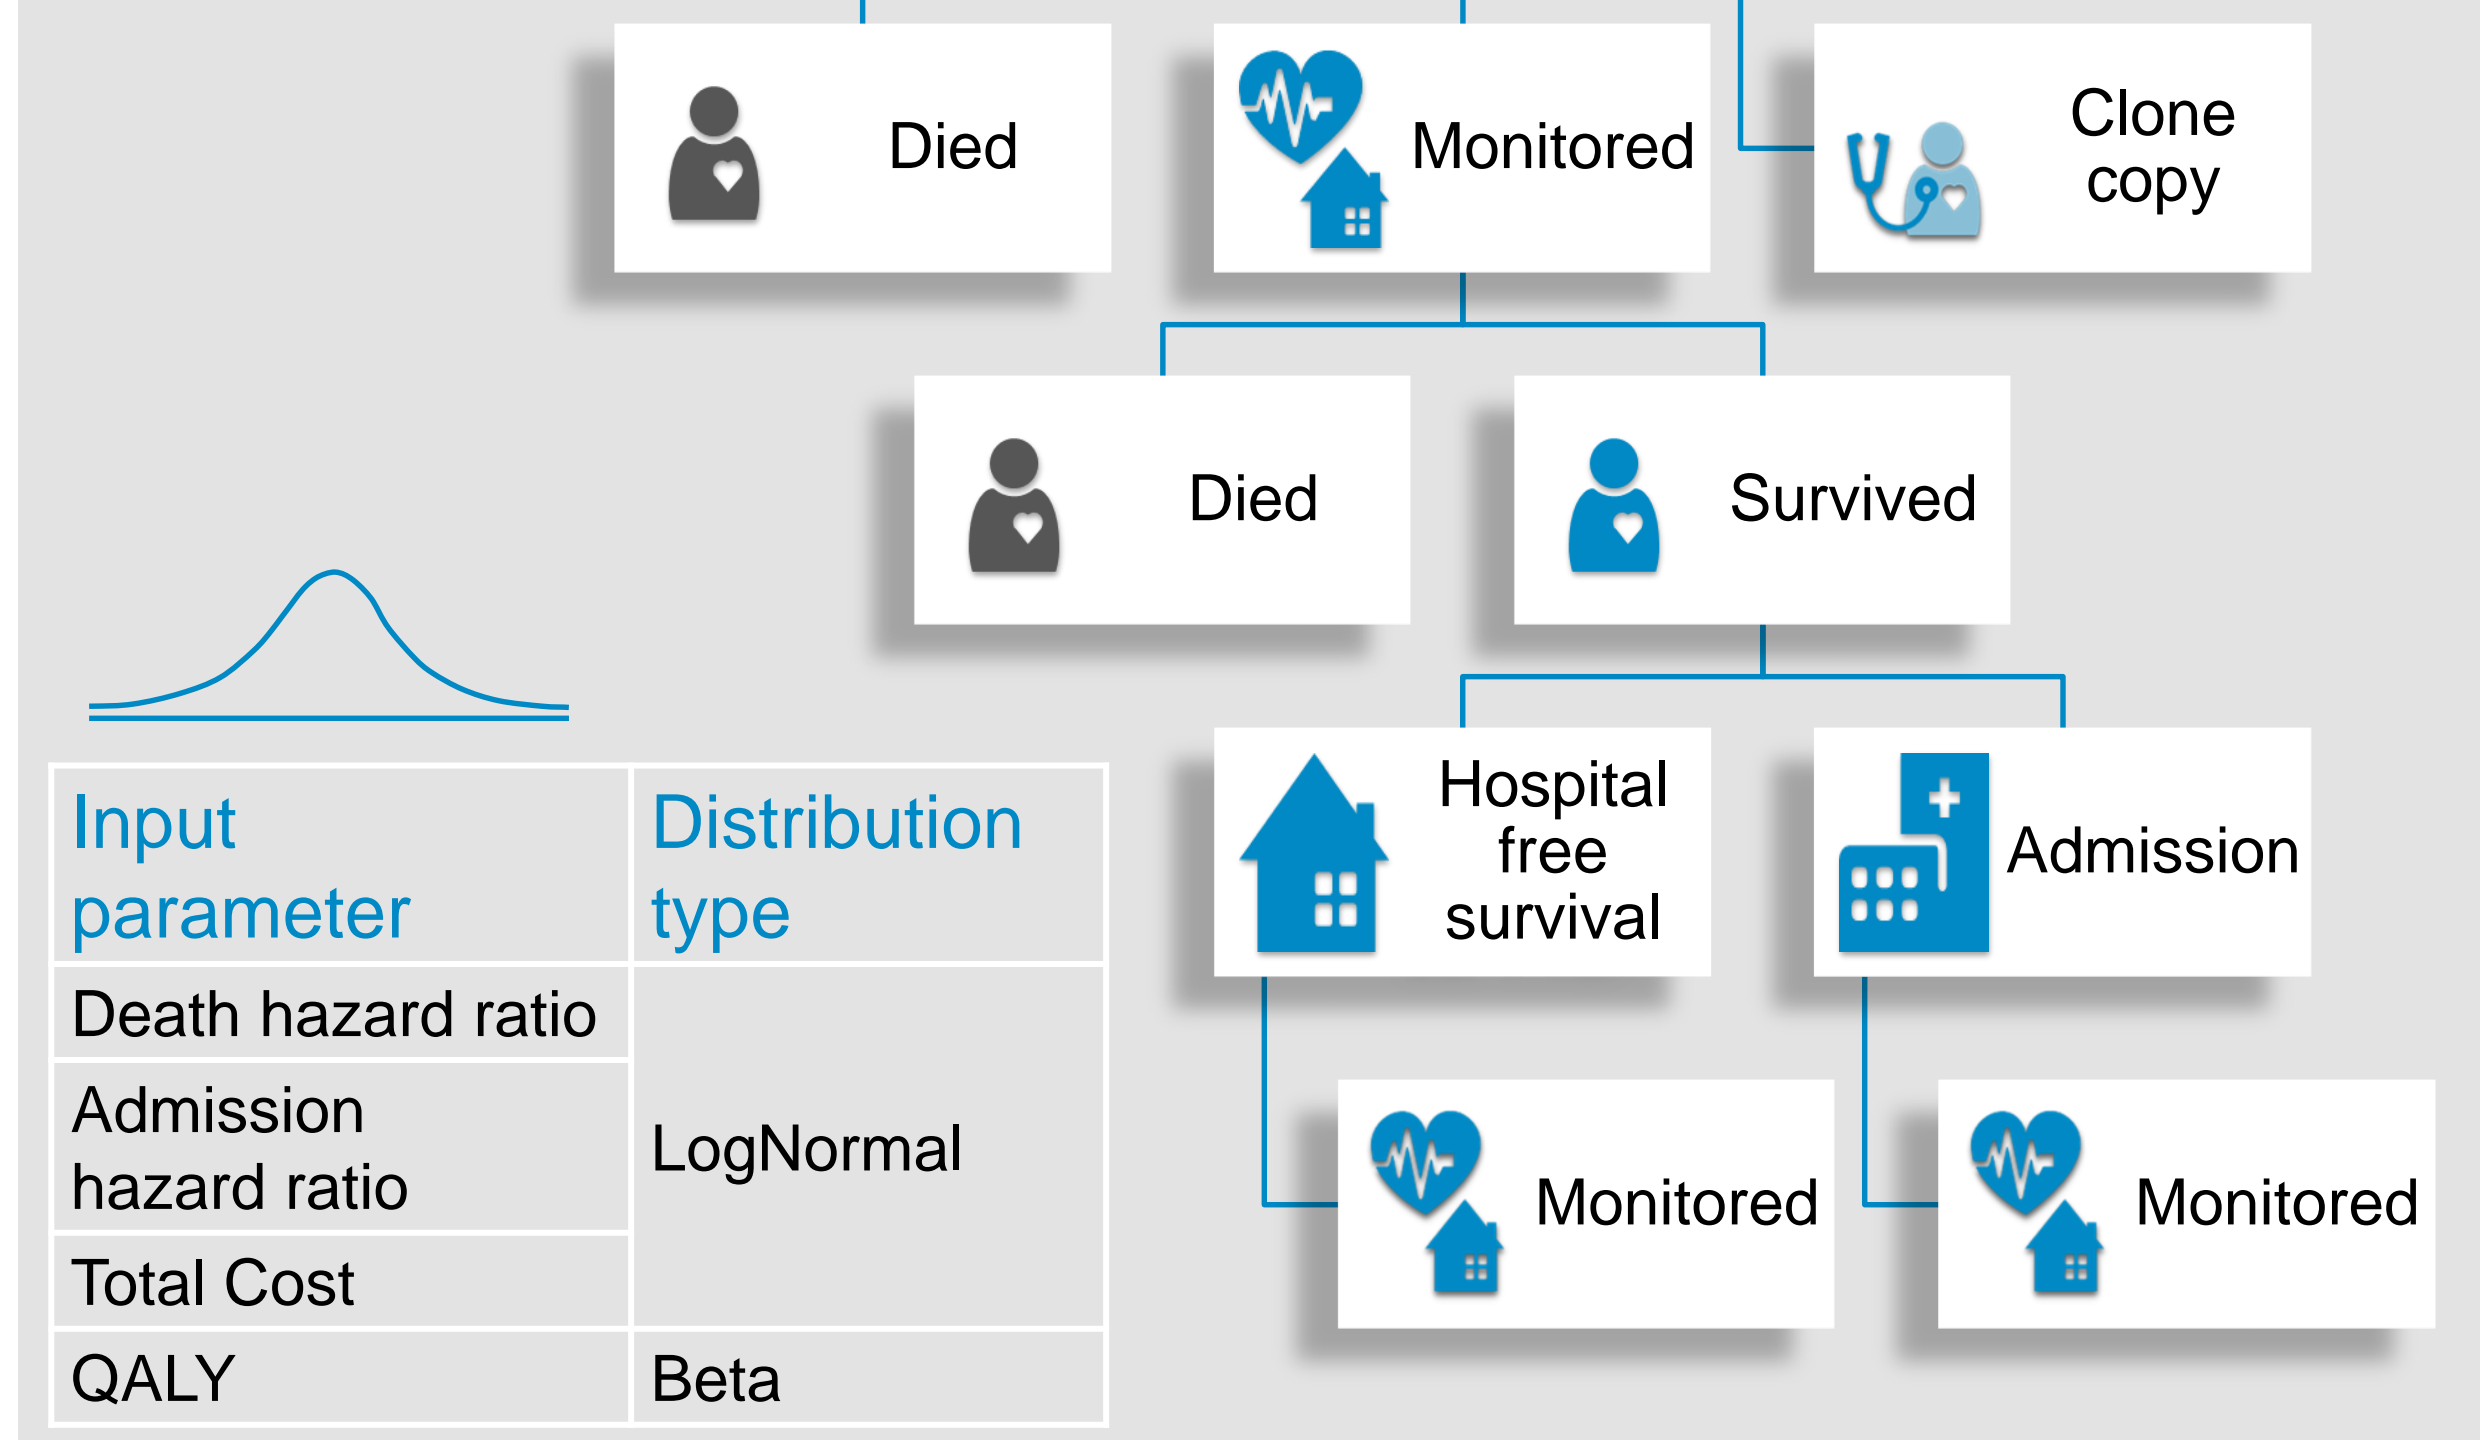 Died
Monitored
Clone
copy
Died
Survived
Hospital
free
survival
Admission
Monitored
Monitored
Input
parameter
Distribution
type
Death hazard ratio
LogNormal
Admission
hazard ratio
Total Cost
QALY
Beta